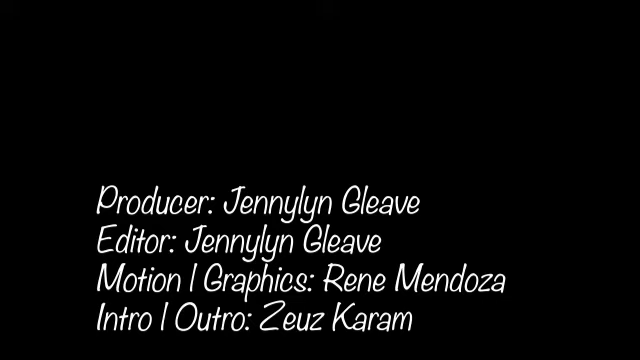 Producer: Jennylyn Gleave
Editor: Jennylyn Gleave
Motion | Graphics: Rene Mendoza
Intro | Outro: Zeuz Karam